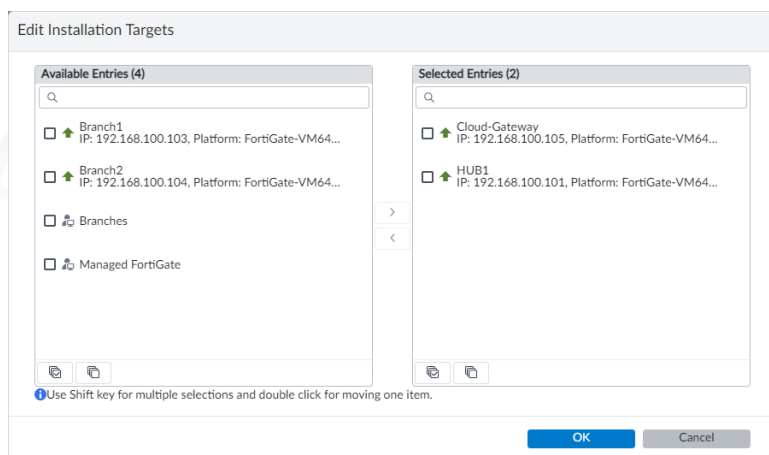 Edit Installation Targets
Available Entries (4)
Branch1
IP: 192.168.100.103, Platform: FortiGate-VM64...
Branch2
IP: 192.168.100.104, Platform: FortiGate-VM64...
Branches
Managed FortiGate
Selected Entries (2)
Cloud-Gateway
IP: 192.168.100.105, Platform: FortiGate-VM64...
HUB1
IP: 192.168.100.101, Platform: FortiGate-VM64...
Use Shift key for multiple selections and double click for moving one item.
OK
Cancel